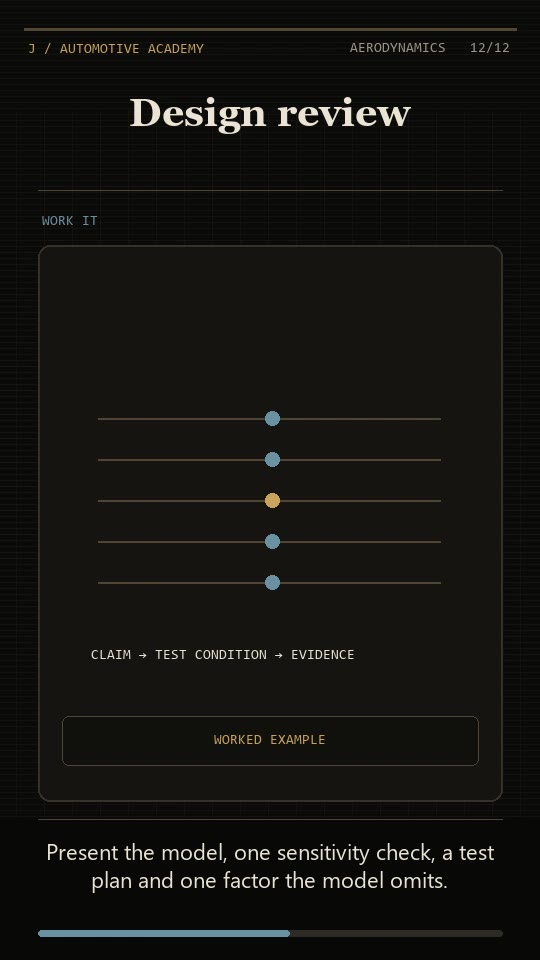 J / AUTOMOTIVE ACADEMY
AERODYNAMICS 12/12
Design review
WORK IT
CLAIM → TEST CONDITION → EVIDENCE
WORKED EXAMPLE
Present the model, one sensitivity check, a test
plan and one factor the model omits.